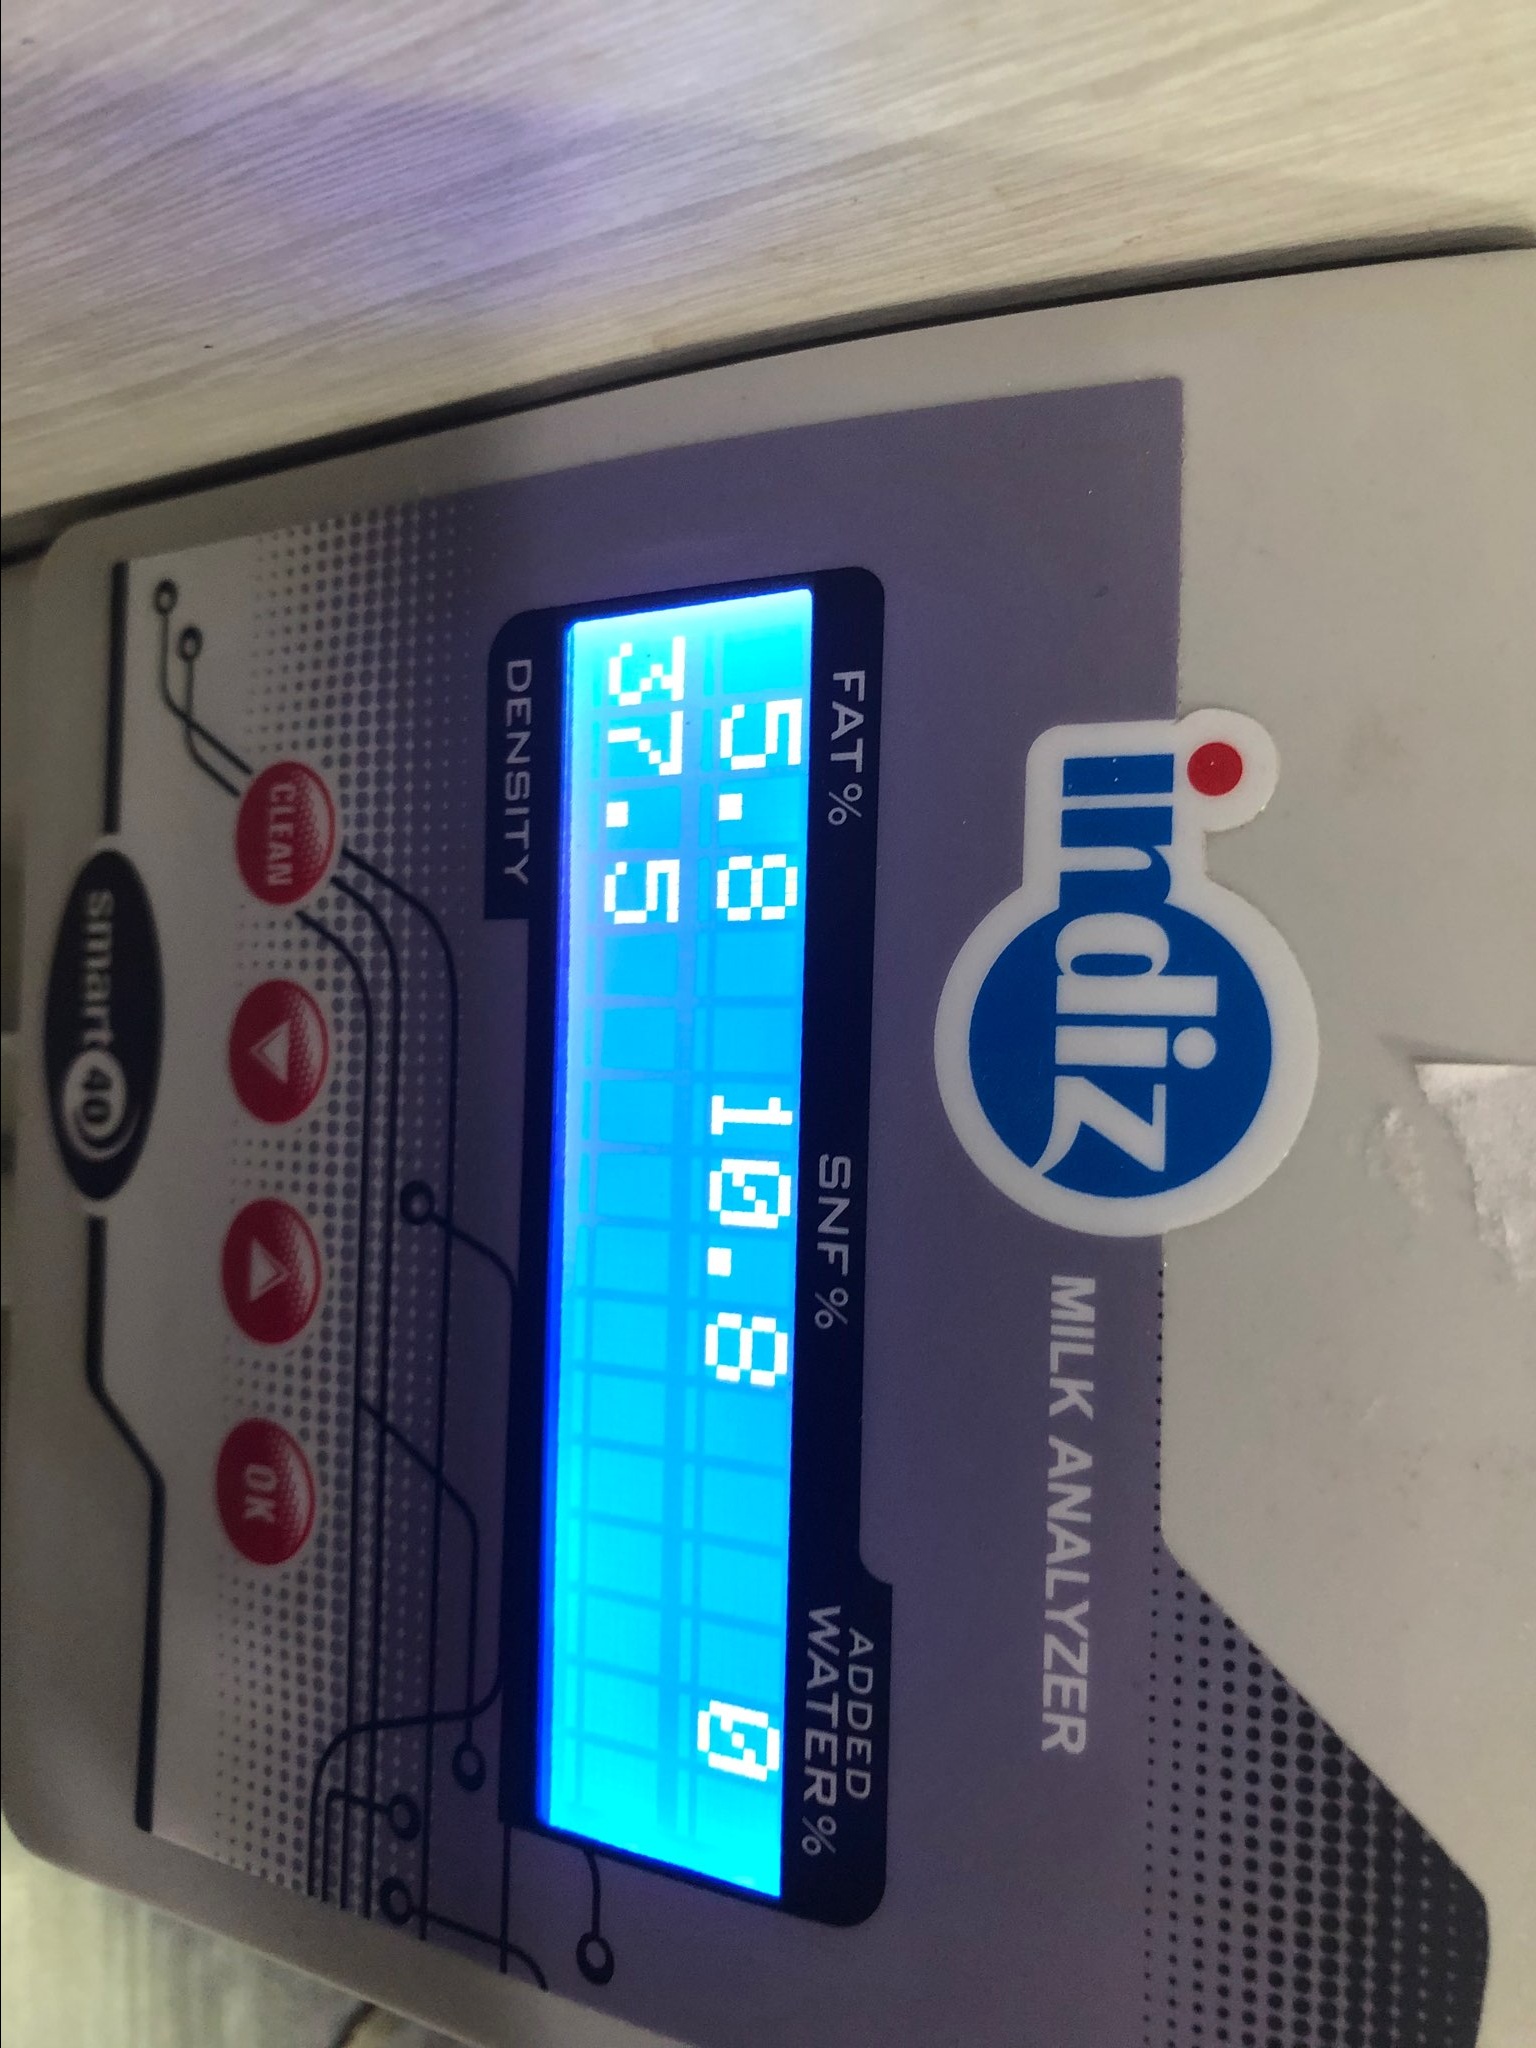 indiz
MILK ANALYZER
FAT% SNF% ADDED WATER%
5.8 10.8 0
37.5
DENSITY
CLEAN OK
smart 40